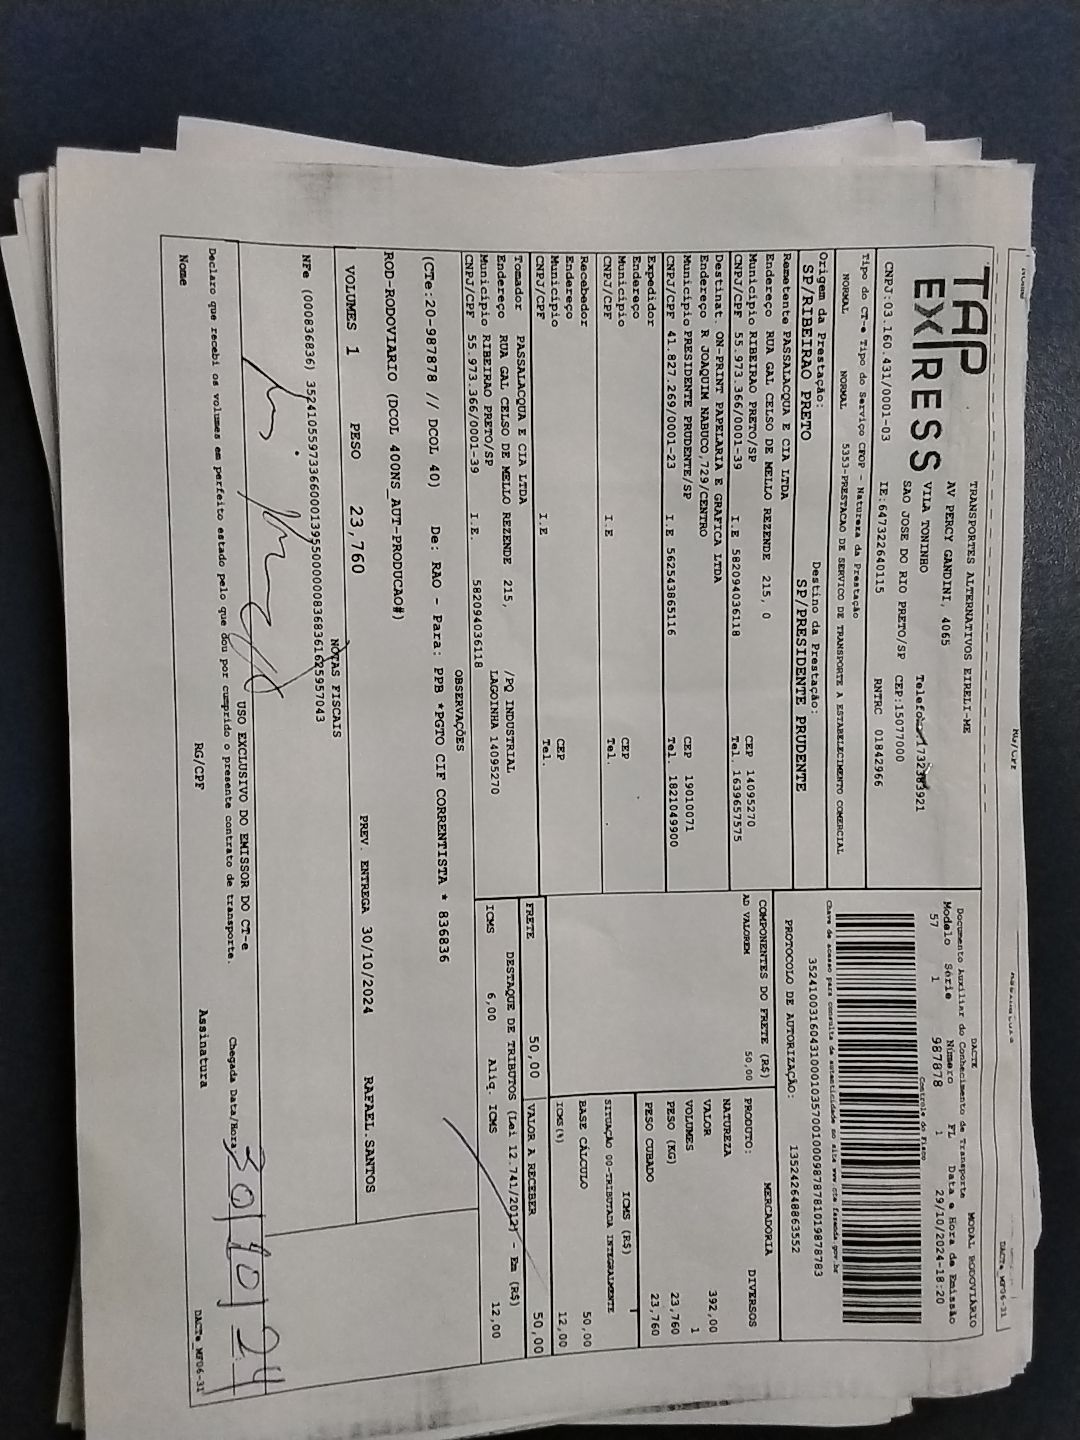 TAP
EXPRESS
TRANSPORTES ALTERNATIVOS EIRELI-ME
AV PERCY GANDINI, 4065
VILA TONINHO
SAO JOSE DO RIO PRETO/SP CEP:15077000
CNPJ:03.160.431/0001-03 IE:647322640115 RNTRC 01842966
DACTE MODAL RODOVIÁRIO
Documento Auxiliar do Conhecimento de Transporte
Modelo Série Número FL Data e Hora de Emissão
57 1 987878 1 29/10/2024-18:20
Controle do Fisco
Chave de acesso para consulta de autenticidade no site www.cte.fazenda.gov.br
PROTOCOLO DE AUTORIZAÇÃO: 135242648863552
Tipo do CT-e Tipo do Serviço CFOP - Natureza da Prestação
NORMAL NORMAL 5353-PRESTACAO DE SERVICO DE TRANSPORTE A ESTABELECIMENTO COMERCIAL
Origem da Prestação: Destino da Prestação:
SP/RIBEIRAO PRETO SP/PRESIDENTE PRUDENTE
Remetente PASSALACQUA E CIA LTDA
Endereço RUA GAL CELSO DE MELLO REZENDE 215, 0
Município RIBEIRAO PRETO/SP CEP 14095270
CNPJ/CPF 55.973.366/0001-39 I.E 582094036118 Tel. 1639657575
Destinat. ON-PRINT PAPELARIA E GRAFICA LTDA
Endereço R JOAQUIM NABUCO,729/CENTRO
Município PRESIDENTE PRUDENTE/SP CEP 19010071
CNPJ/CPF 41.827.269/0001-23 I.E 562543865116 Tel. 1821049900
Expedidor
Endereço
Município CEP
CNPJ/CPF I.E Tel.
Recebedor
Endereço
Município CEP
CNPJ/CPF I.E Tel.
Tomador PASSALACQUA E CIA LTDA
Endereço RUA GAL CELSO DE MELLO REZENDE 215, /PQ INDUSTRIAL
Município RIBEIRAO PRETO/SP LAGOINHA 14095270
CNPJ/CPF 55.973.366/0001-39 I.E. 582094036118
COMPONENTES DO FRETE (R$)
AD VALOREM 50,00
FRETE 50,00
MERCADORIA
PRODUTO: DIVERSOS
NATUREZA
VALOR 392,00
VOLUMES 1
PESO (KG) 23,760
PESO CUBADO 23,760
ICMS (R$)
SITUAÇÃO 00-TRIBUTADA INTEGRALMENTE
BASE CÁLCULO 50,00
ICMS(%) 12,00
VALOR A RECEBER 50,00
DESTAQUE DE TRIBUTOS (Lei 12.741/2012) - Em (R$)
ICMS 6,00 Aliq. ICMS 12,00
OBSERVAÇÕES
(CTe:20-987878 // DCOL 40) De: RAO - Para: PPB *PGTO CIF CORRENTISTA * 836836
ROD-RODOVIARIO (DCOL 400NS_AUT-PRODUCAO#)
VOLUMES 1 PESO 23,760 PREV. ENTREGA 30/10/2024 RAFAEL.SANTOS
NOTAS FISCAIS
USO EXCLUSIVO DO EMISSOR DO CT-e
Declaro que recebi os volumes em perfeito estado pelo que dou por cumprido o presente contrato de transporte. Chegada Data/Hora
30/10/24
Nome RG/CPF Assinatura
DACTe_MF06-31
DACTe_MF06-31